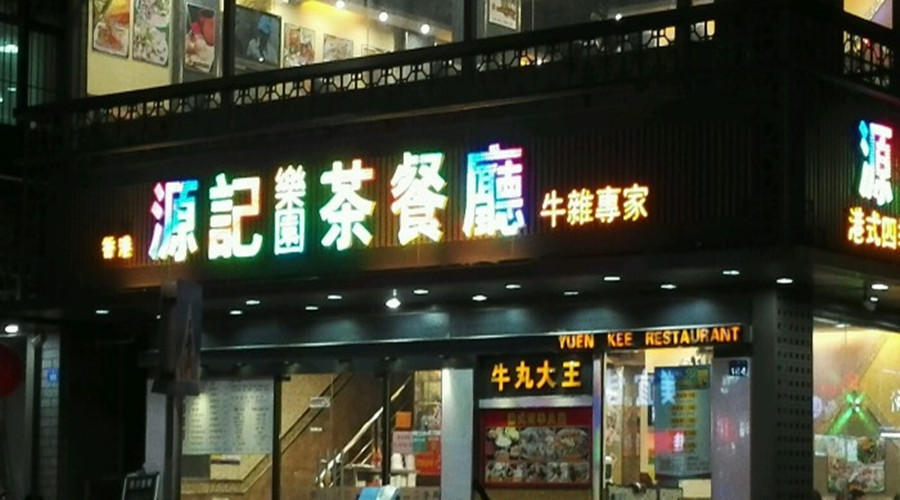 香港 源記 樂園 茶餐廳 牛雜專家
源
港式四
YUEN KEE RESTAURANT
牛丸大王